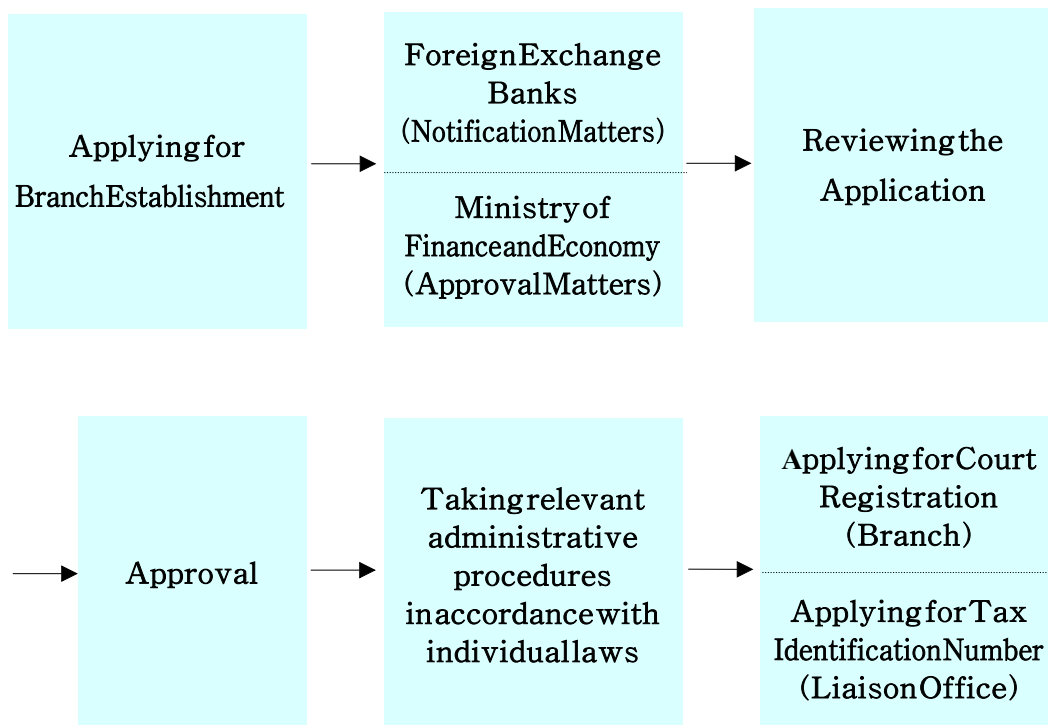 Applying for
Branch Establishment
Foreign Exchange
Banks
(Notification Matters)
Ministry of
Finance and Economy
(Approval Matters)
Reviewing the
Application
Approval
Taking relevant
administrative
procedures
in accordance with
individual laws
Applying for Court
Registration
(Branch)
Applying for Tax
Identification Number
(Liaison Office)